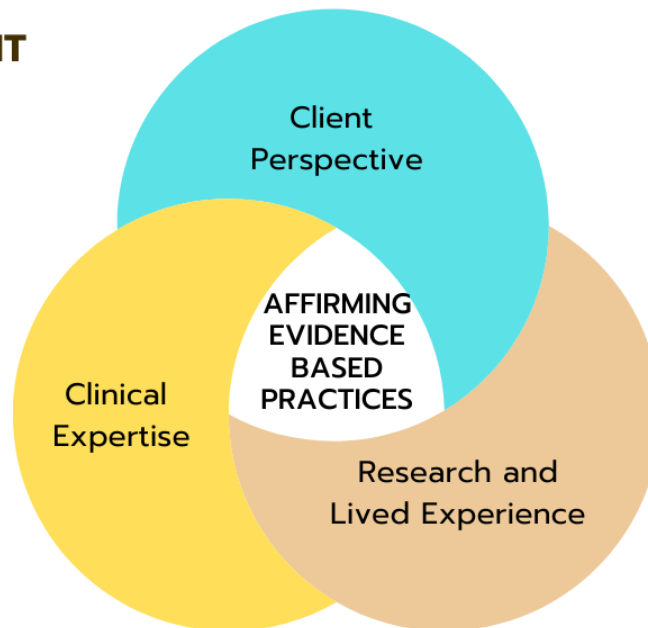 Client
Perspective
AFFIRMING
EVIDENCE
BASED
PRACTICES
Clinical
Expertise
Research and
Lived Experience